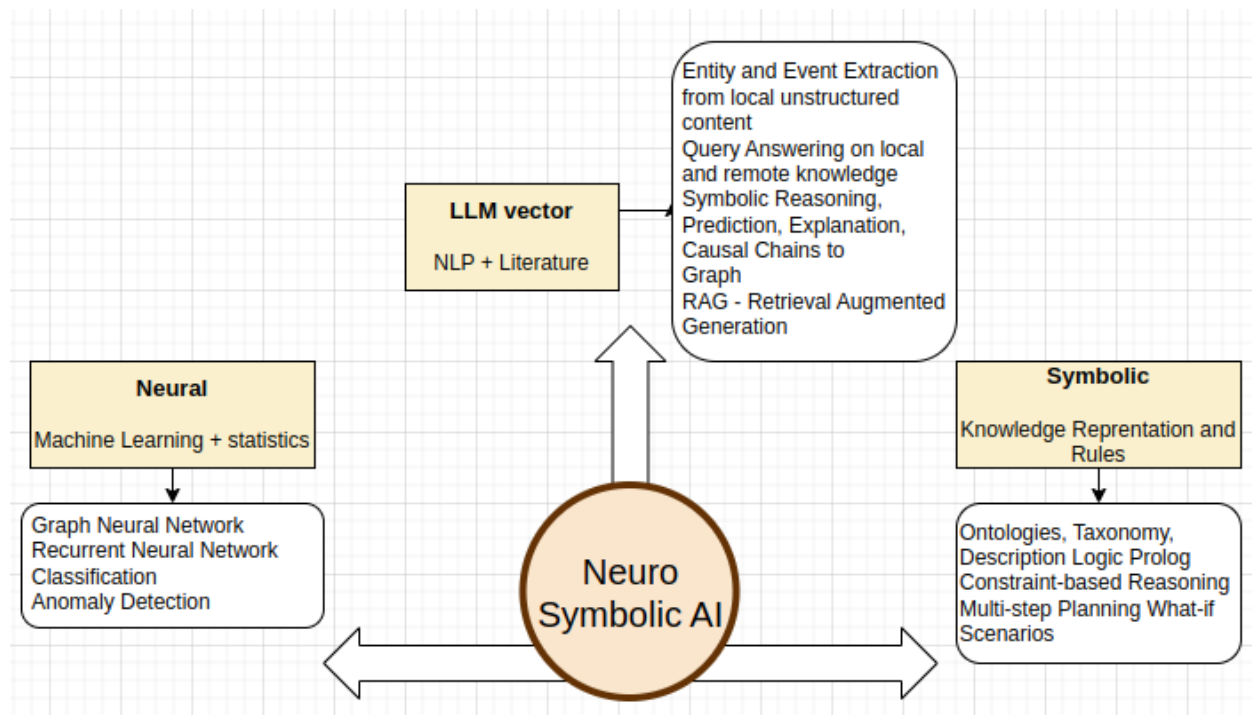 Entity and Event Extraction
from local unstructured
content
Query Answering on local
and remote knowledge
Symbolic Reasoning,
Prediction, Explanation,
Causal Chains to
Graph
RAG - Retrieval Augmented
Generation
LLM vector
NLP + Literature
Neural
Machine Learning + statistics
Graph Neural Network
Recurrent Neural Network
Classification
Anomaly Detection
Symbolic
Knowledge Reprentation and
Rules
Ontologies, Taxonomy,
Description Logic Prolog
Constraint-based Reasoning
Multi-step Planning What-if
Scenarios
Neuro
Symbolic AI